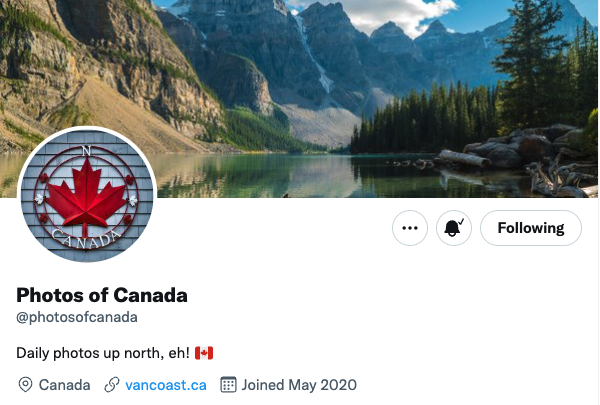 N
CANADA
Following
Photos of Canada
@photosofcanada
Daily photos up north, eh! 🇨🇦
Canada vancoast.ca Joined May 2020